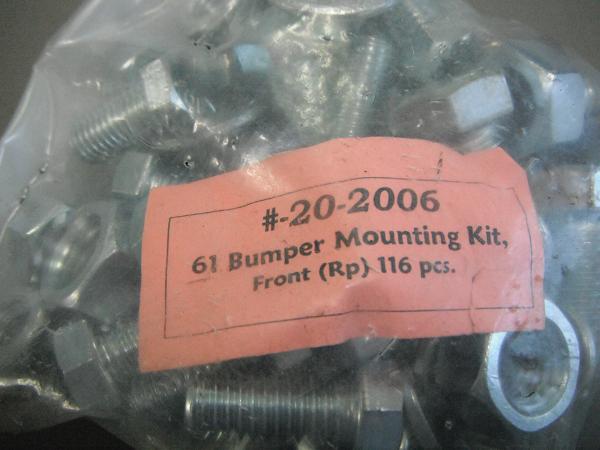 #-20-2006
61 Bumper Mounting Kit,
Front (Rp) 116 pcs.